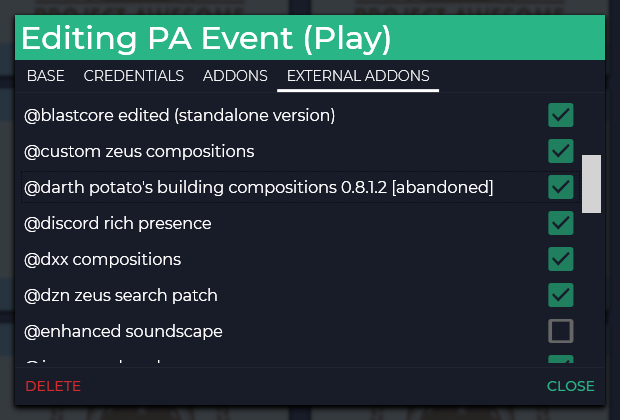 Editing PA Event (Play)
BASE CREDENTIALS ADDONS EXTERNAL ADDONS
@blastcore edited (standalone version)
@custom zeus compositions
@darth potato's building compositions 0.8.1.2 [abandoned]
@discord rich presence
@dxx compositions
@dzn zeus search patch
@enhanced soundscape
DELETE CLOSE